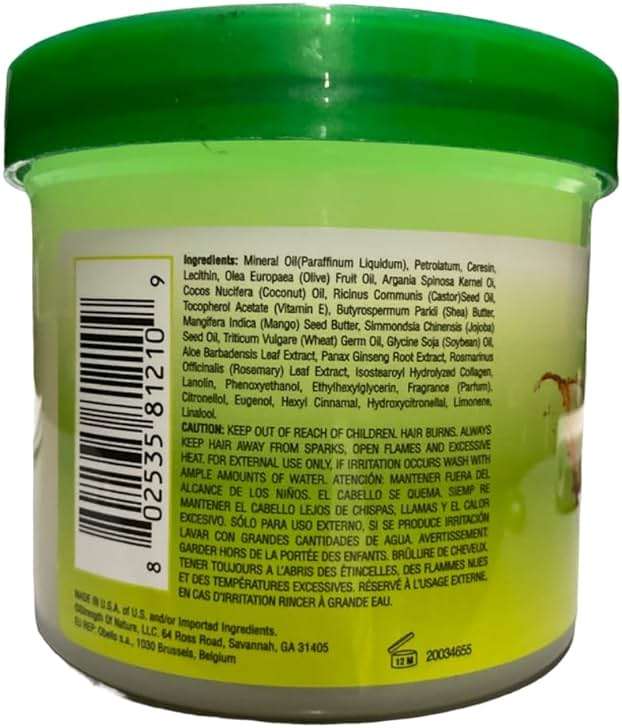 Ingredients: Mineral Oil(Paraffinum Liquidum), Petrolatum, Ceresin,
Lecithin, Olea Europaea (Olive) Fruit Oil, Argania Spinosa Kernel Oi,
Cocos Nucifera (Coconut) Oil, Ricinus Communis (Castor)Seed Oil,
Tocopherol Acetate (Vitamin E), Butyrospermum Parkii (Shea) Butter,
Mangifera Indica (Mango) Seed Butter, Simmondsia Chinensis (Jojoba)
Seed Oil, Triticum Vulgare (Wheat) Germ Oil, Glycine Soja (Soybean) Oil,
Aloe Barbadensis Leaf Extract, Panax Ginseng Root Extract, Rosmarinus
Officinalis (Rosemary) Leaf Extract, Isostearoyl Hydrolyzed Collagen,
Lanolin, Phenoxyethanol, Ethylhexylglycerin, Fragrance (Parfum),
Citronellol, Eugenol, Hexyl Cinnamal, Hydroxycitronellal, Limonene,
Linalool.
CAUTION: KEEP OUT OF REACH OF CHILDREN. HAIR BURNS. ALWAYS
KEEP HAIR AWAY FROM SPARKS, OPEN FLAMES AND EXCESSIVE
HEAT. FOR EXTERNAL USE ONLY, IF IRRITATION OCCURS WASH WITH
AMPLE AMOUNTS OF WATER. ATENCIÓN: MANTENER FUERA DEL
ALCANCE DE LOS NIÑOS. EL CABELLO SE QUEMA. SIEMP RE
MANTENER EL CABELLO LEJOS DE CHISPAS, LLAMAS Y EL CALOR
EXCESIVO. SÓLO PARA USO EXTERNO, SI SE PRODUCE IRRITACIÓN
LAVAR CON GRANDES CANTIDADES DE AGUA. AVERTISSEMENT.
GARDER HORS DE LA PORTÉE DES ENFANTS. BRÛLURE DE CHEVEUX.
TENER TOUJOURS A L'ABRIS DES ÉTINCELLES, DES FLAMMES NUES
ET DES TEMPÉRATURES EXCESSIVES. RÉSERVÉ À L'USAGE EXTERNE,
EN CAS D'IRRITATION RINCER À GRANDE EAU.
8 02535 81210 9
MADE IN U.S.A. of U.S. and/or Imported Ingredients.
©Strength Of Nature, LLC. 64 Ross Road, Savannah, GA 31405
EU REP: Obelis s.a., 1030 Brussels, Belgium
12 M
20034655